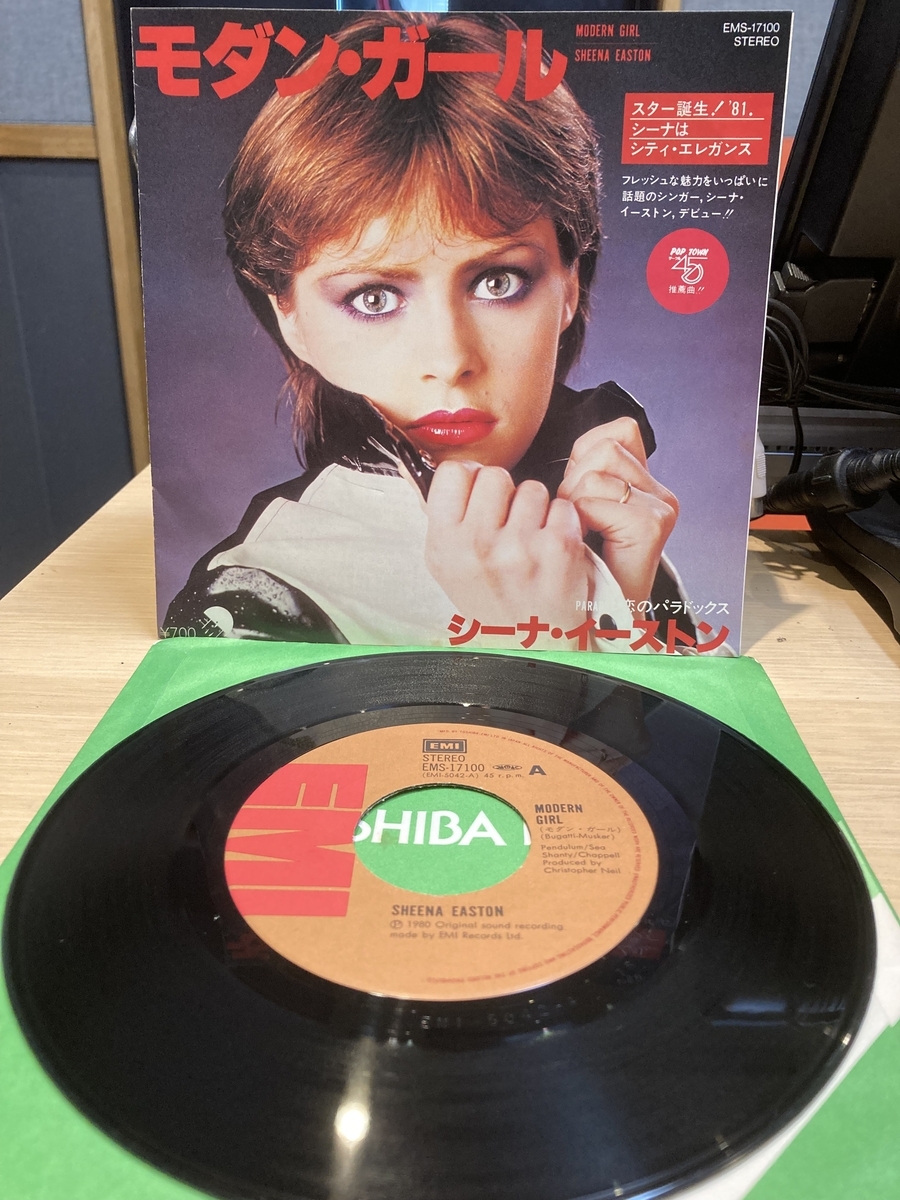 モダン・ガール
MODERN GIRL
SHEENA EASTON
EMS-17100
STEREO
スター誕生!'81.
シーナは
シティ・エレガンス
フレッシュな魅力をいっぱいに
話題のシンガー,シーナ・
イーストン,デビュー!!
POP TOWN
45
推薦曲!!
恋のパラドックス
シーナ・イーストン
¥700
EMI
STEREO
EMS-17100
(EMI-5042-A) 45 r.p.m.
A
EMI
SHIBA
MODERN
GIRL
(モダン・ガール)
(Bugatti-Musker)
Pendulum/Sea
Shanty/Chappell
Produced by
Christopher Neil
SHEENA EASTON
Ⓟ 1980 Original sound recording
made by EMI Records Ltd.